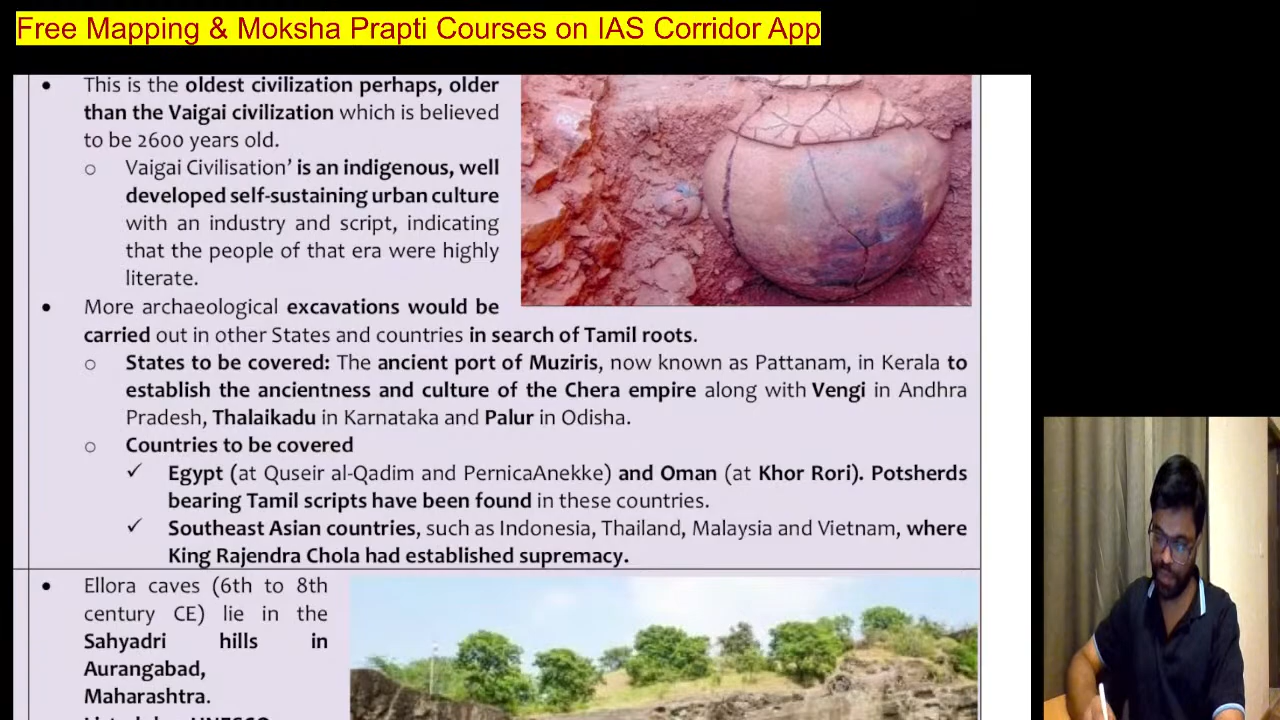 Free Mapping & Moksha Prapti Courses on IAS Corridor App
• This is the oldest civilization perhaps, older
than the Vaigai civilization which is believed
to be 2600 years old.
o Vaigai Civilisation’ is an indigenous, well
developed self-sustaining urban culture
with an industry and script, indicating
that the people of that era were highly
literate.
• More archaeological excavations would be
carried out in other States and countries in search of Tamil roots.
o States to be covered: The ancient port of Muziris, now known as Pattanam, in Kerala to
establish the ancientness and culture of the Chera empire along with Vengi in Andhra
Pradesh, Thalaikadu in Karnataka and Palur in Odisha.
o Countries to be covered
✓ Egypt (at Quseir al-Qadim and PernicaAnekke) and Oman (at Khor Rori). Potsherds
bearing Tamil scripts have been found in these countries.
✓ Southeast Asian countries, such as Indonesia, Thailand, Malaysia and Vietnam, where
King Rajendra Chola had established supremacy.
• Ellora caves (6th to 8th
century CE) lie in the
Sahyadri hills in
Aurangabad,
Maharashtra.